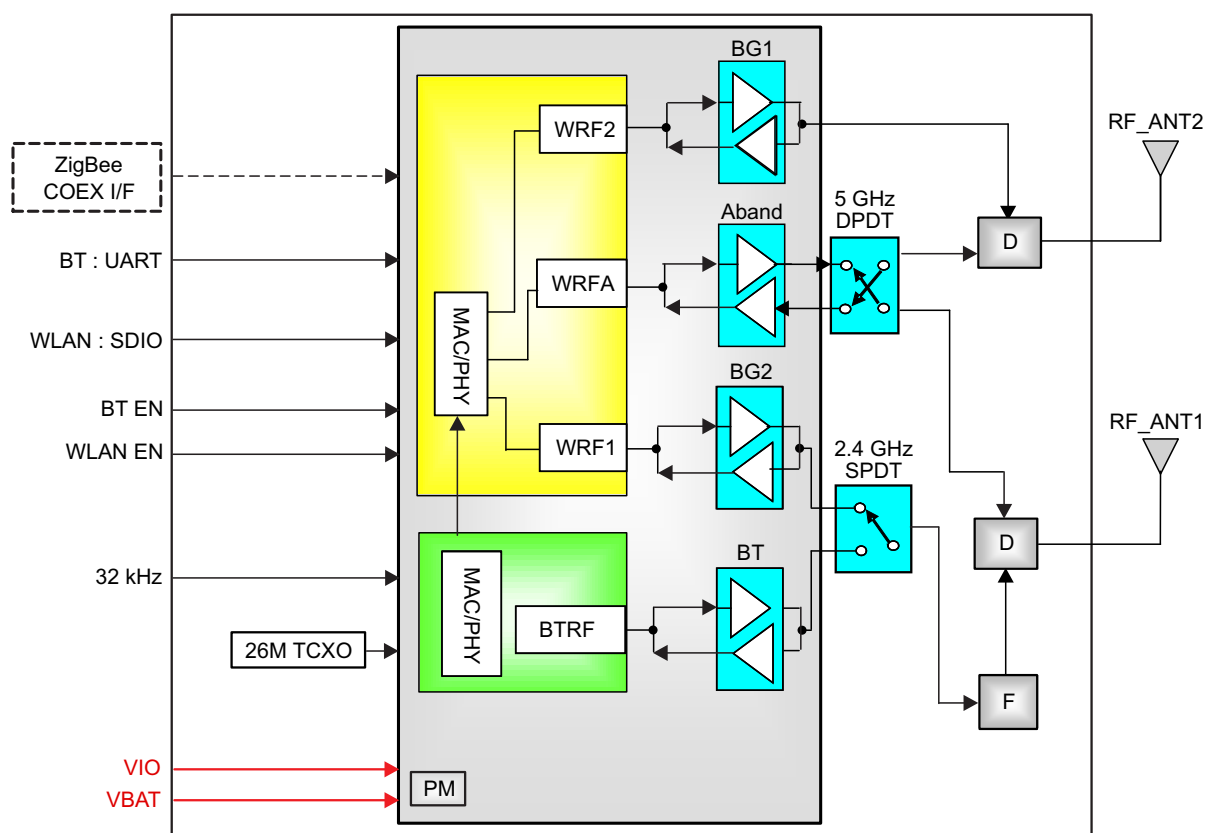 BG1
RF_ANT2
WRF2
ZigBee
COEX I/F
Aband
5 GHz
DPDT
D
BT : UART
WRFA
WLAN : SDIO
MAC/PHY
BG2
BT EN
RF_ANT1
WLAN EN
WRF1
2.4 GHz
SPDT
D
BT
32 kHz
MAC/PHY
BTRF
26M TCXO
F
VIO
VBAT
PM